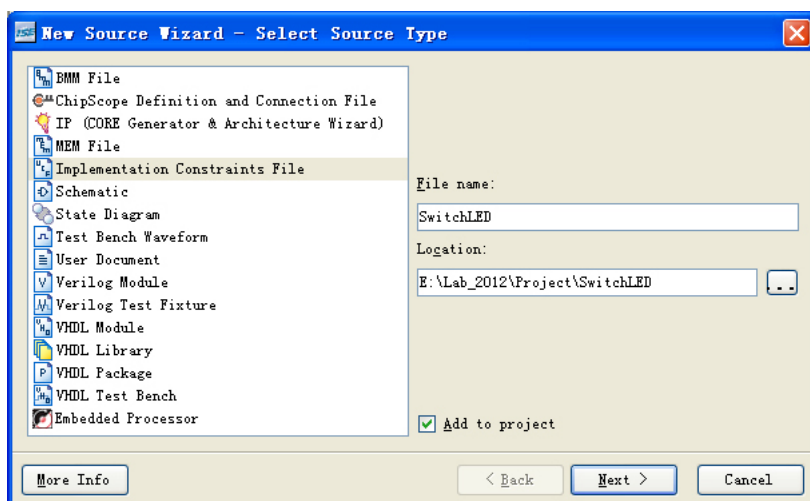 ISE New Source Wizard - Select Source Type
BMM File
ChipScope Definition and Connection File
IP (CORE Generator & Architecture Wizard)
MEM File
Implementation Constraints File
Schematic
State Diagram
Test Bench Waveform
User Document
Verilog Module
Verilog Test Fixture
VHDL Module
VHDL Library
VHDL Package
VHDL Test Bench
Embedded Processor
File name:
SwitchLED
Location:
E:\Lab_2012\Project\SwitchLED
...
Add to project
More Info
< Back
Next >
Cancel